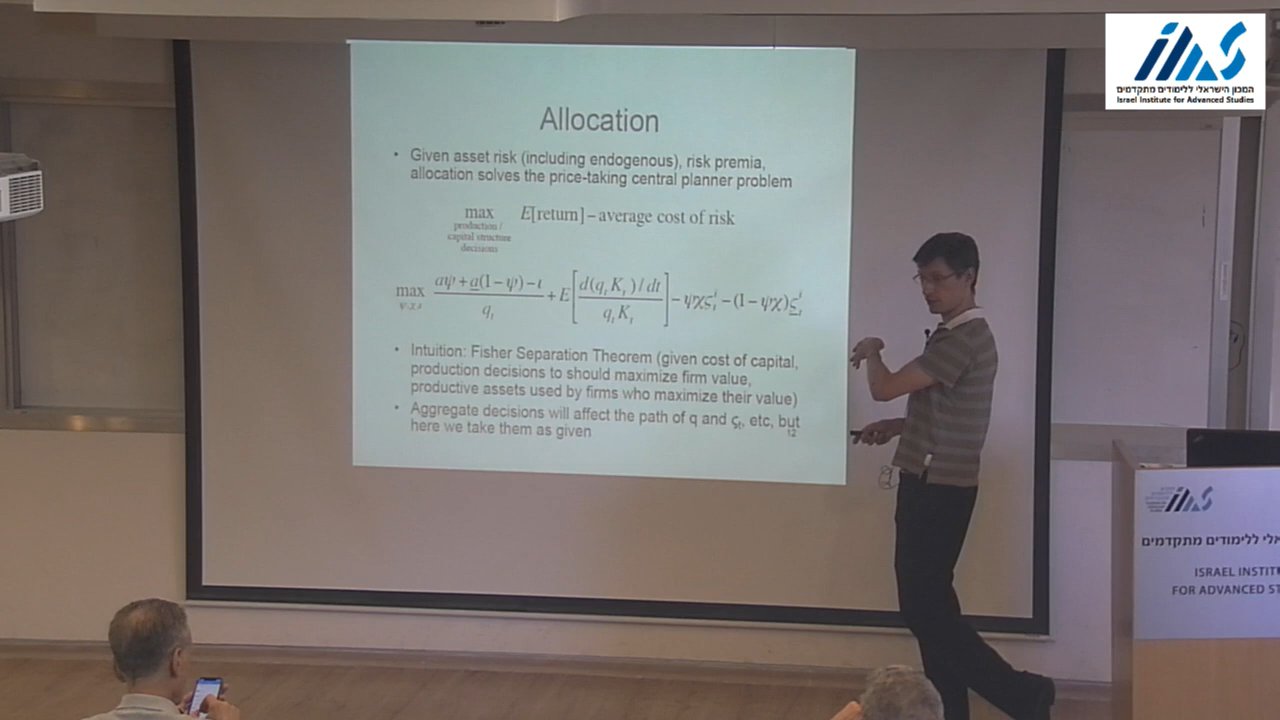 המכון הישראלי ללימודים מתקדמים
Israel Institute for Advanced Studies
Allocation
• Given asset risk (including endogenous), risk premia,
allocation solves the price-taking central planner problem
max E[return] − average cost of risk
production /
capital structure
decisions
max aψ + a(1−ψ) − ι / q_t + E[d(q_t K_t)/dt / q_t K_t] − ψχς_t^i − (1−ψχ)ς_t^i
• Intuition: Fisher Separation Theorem (given cost of capital,
production decisions to should maximize firm value,
productive assets used by firms who maximize their value)
• Aggregate decisions will affect the path of q and ς_t, etc, but
here we take them as given
12
ללימודים מתקדמים
ISRAEL INSTIT
FOR ADVANCED ST